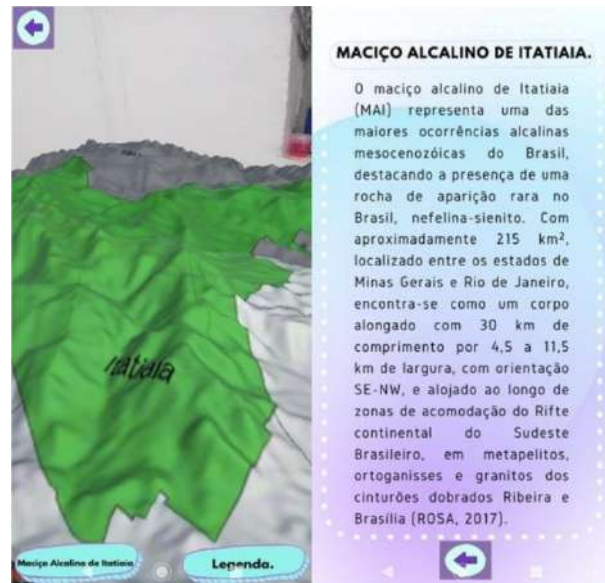 Itatiaia
Maciço Alcalino de Itatiaia
Legenda.
MACIÇO ALCALINO DE ITATIAIA.
O maciço alcalino de Itatiaia
(MAI) representa uma das
maiores ocorrências alcalinas
mesocenozóicas do Brasil,
destacando a presença de uma
rocha de aparição rara no
Brasil, nefelina-sienito. Com
aproximadamente 215 km²,
localizado entre os estados de
Minas Gerais e Rio de Janeiro,
encontra-se como um corpo
alongado com 30 km de
comprimento por 4,5 a 11,5
km de largura, com orientação
SE-NW, e alojado ao longo de
zonas de acomodação do Rifte
continental do Sudeste
Brasileiro, em metapelitos,
ortoganisses e granitos dos
cinturões dobrados Ribeira e
Brasília (ROSA, 2017).